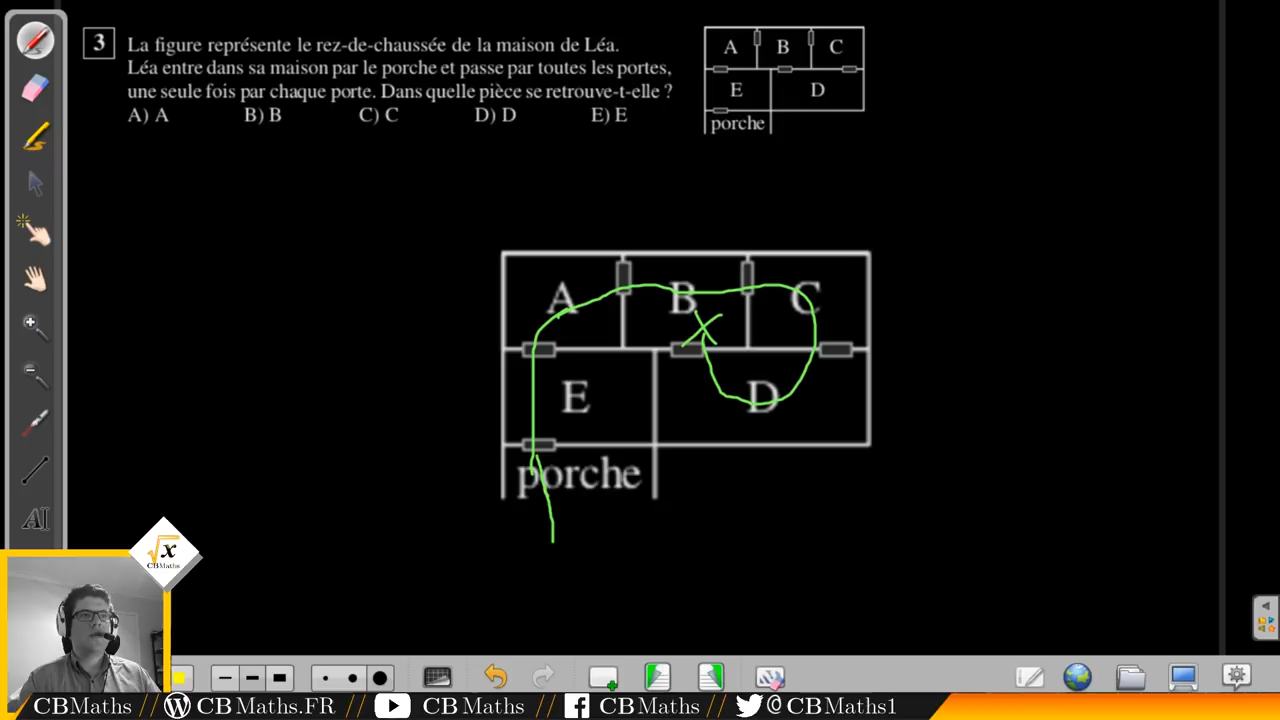 3 La figure représente le rez-de-chaussée de la maison de Léa.
Léa entre dans sa maison par le porche et passe par toutes les portes,
une seule fois par chaque porte. Dans quelle pièce se retrouve-t-elle ?
A) A B) B C) C D) D E) E
A B C
E D
porche
A B C
E D
porche
AI
√x
CBMaths
CBMaths // CBMaths.FR // CBMaths // CBMaths // @CBMaths1